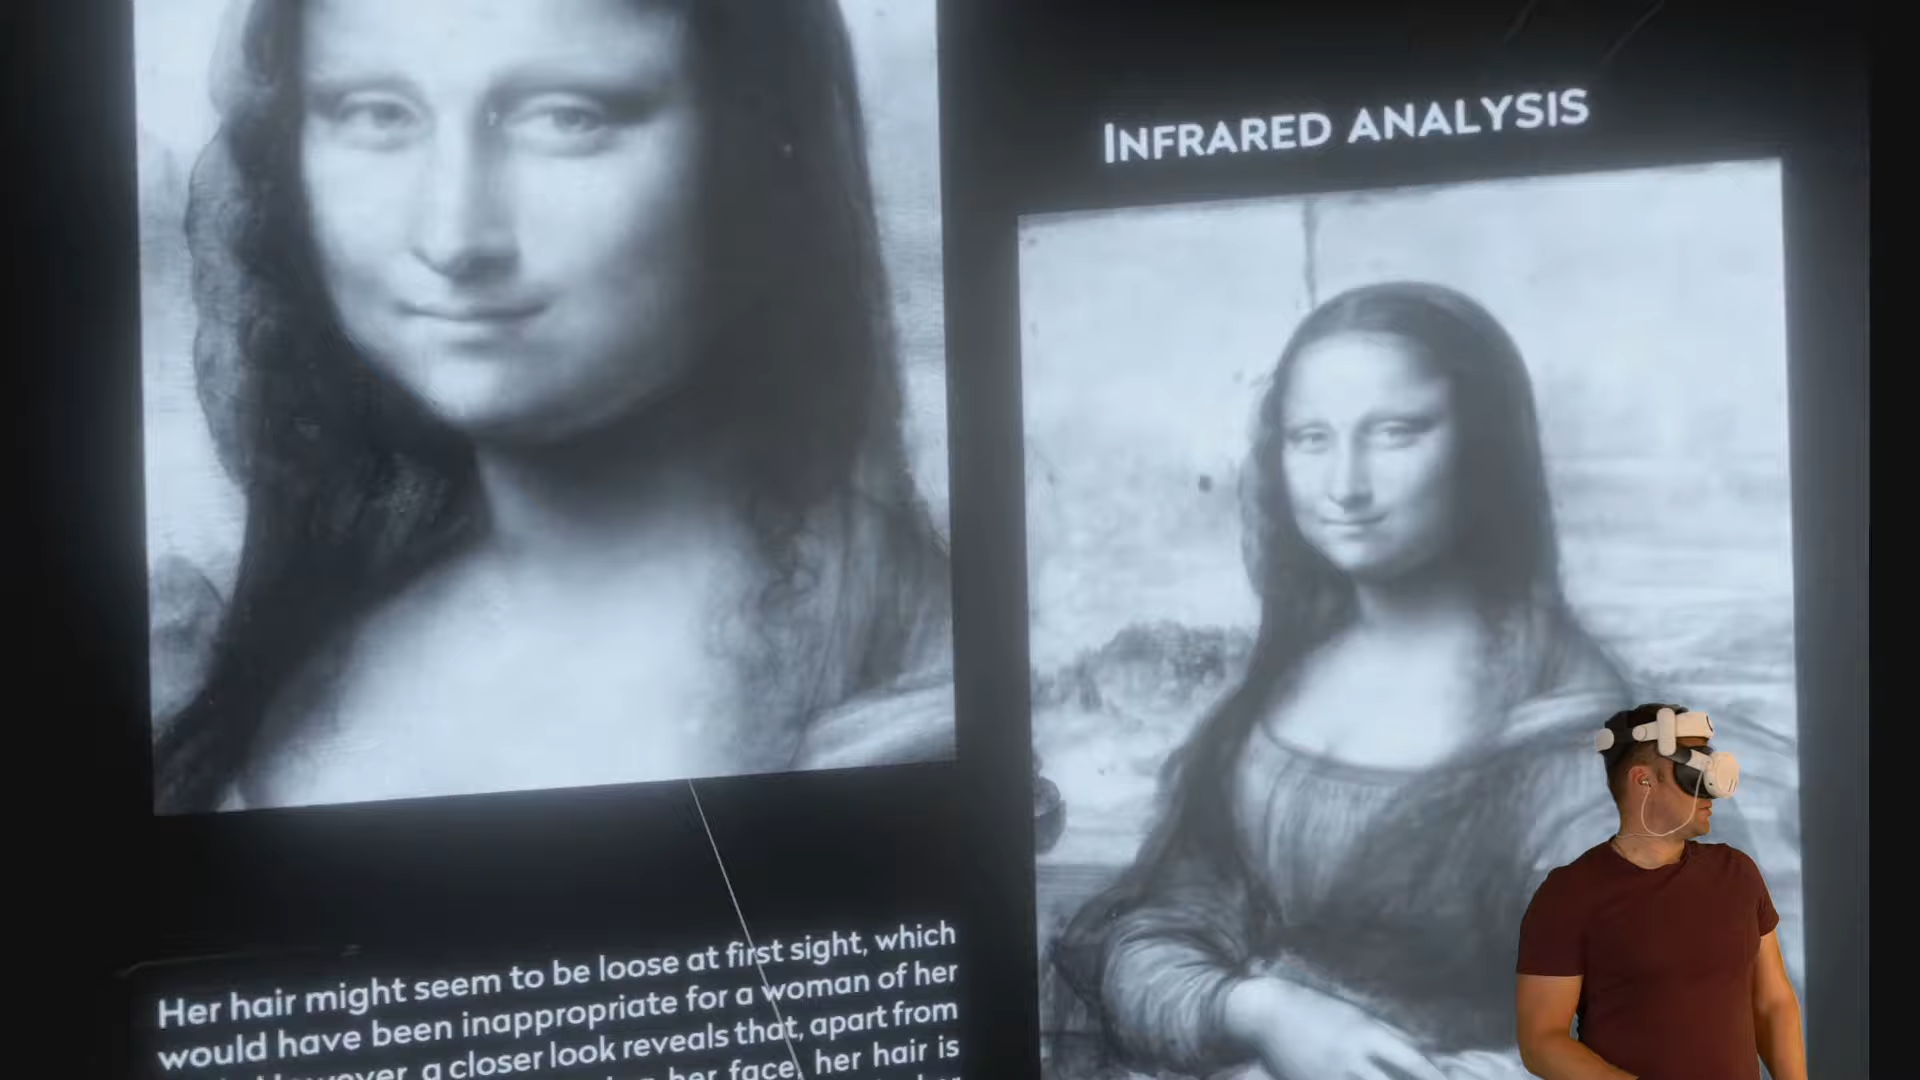 INFRARED ANALYSIS
Her hair might seem to be loose at first sight, which
would have been inappropriate for a woman of her
a closer look reveals that, apart from
her face, her hair is